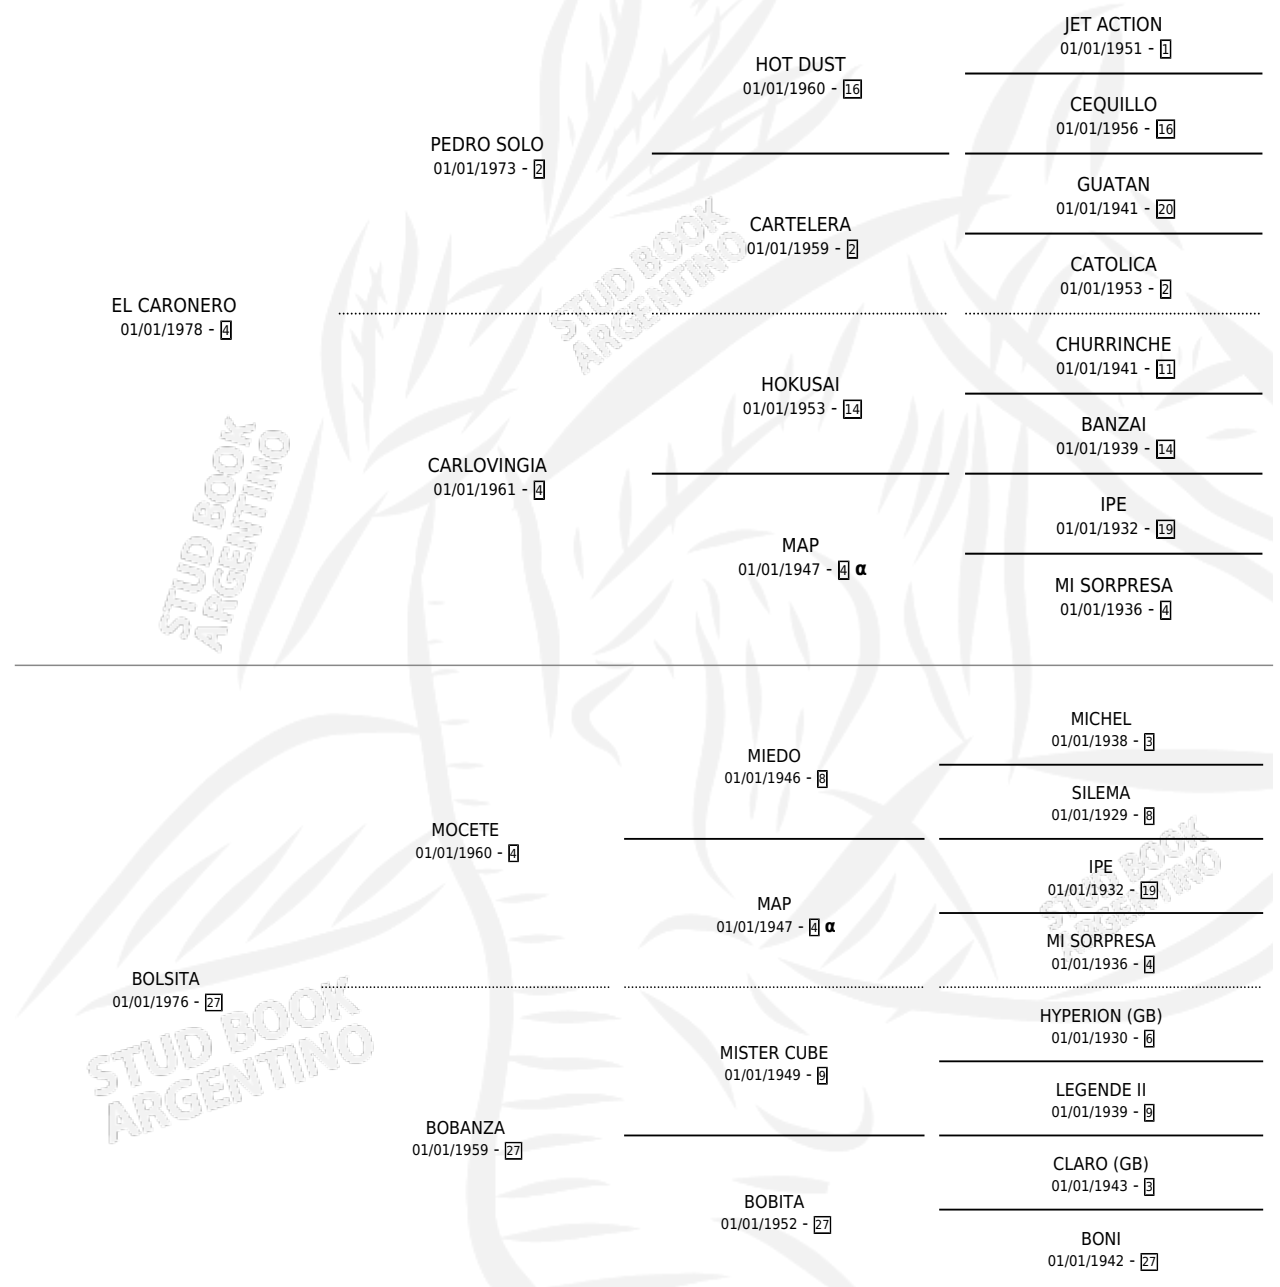 JET ACTION
01/01/1951 - 1
HOT DUST
01/01/1960 - 16
CEQUILLO
01/01/1956 - 16
PEDRO SOLO
01/01/1973 - 2
GUATAN
01/01/1941 - 20
CARTELERA
01/01/1959 - 2
CATOLICA
01/01/1953 - 2
STUD BOOK
ARGENTINO
EL CARONERO
01/01/1978 - 4
CHURRINCHE
01/01/1941 - 11
HOKUSAI
01/01/1953 - 14
BANZAI
01/01/1939 - 14
CARLOVINGIA
01/01/1961 - 4
IPE
01/01/1932 - 19
MAP
01/01/1947 - 4 α
MI SORPRESA
01/01/1936 - 4
STUD BOOK
ARGENTINO
MICHEL
01/01/1938 - 3
MIEDO
01/01/1946 - 8
SILEMA
01/01/1929 - 8
MOCETE
01/01/1960 - 4
IPE
01/01/1932 - 19
STUD BOOK
ARGENTINO
MAP
01/01/1947 - 4 α
MI SORPRESA
01/01/1936 - 4
BOLSITA
01/01/1976 - 27
STUD BOOK
ARGENTINO
HYPERION (GB)
01/01/1930 - 6
MISTER CUBE
01/01/1949 - 9
LEGENDE II
01/01/1939 - 9
BOBANZA
01/01/1959 - 27
CLARO (GB)
01/01/1943 - 3
BOBITA
01/01/1952 - 27
BONI
01/01/1942 - 27